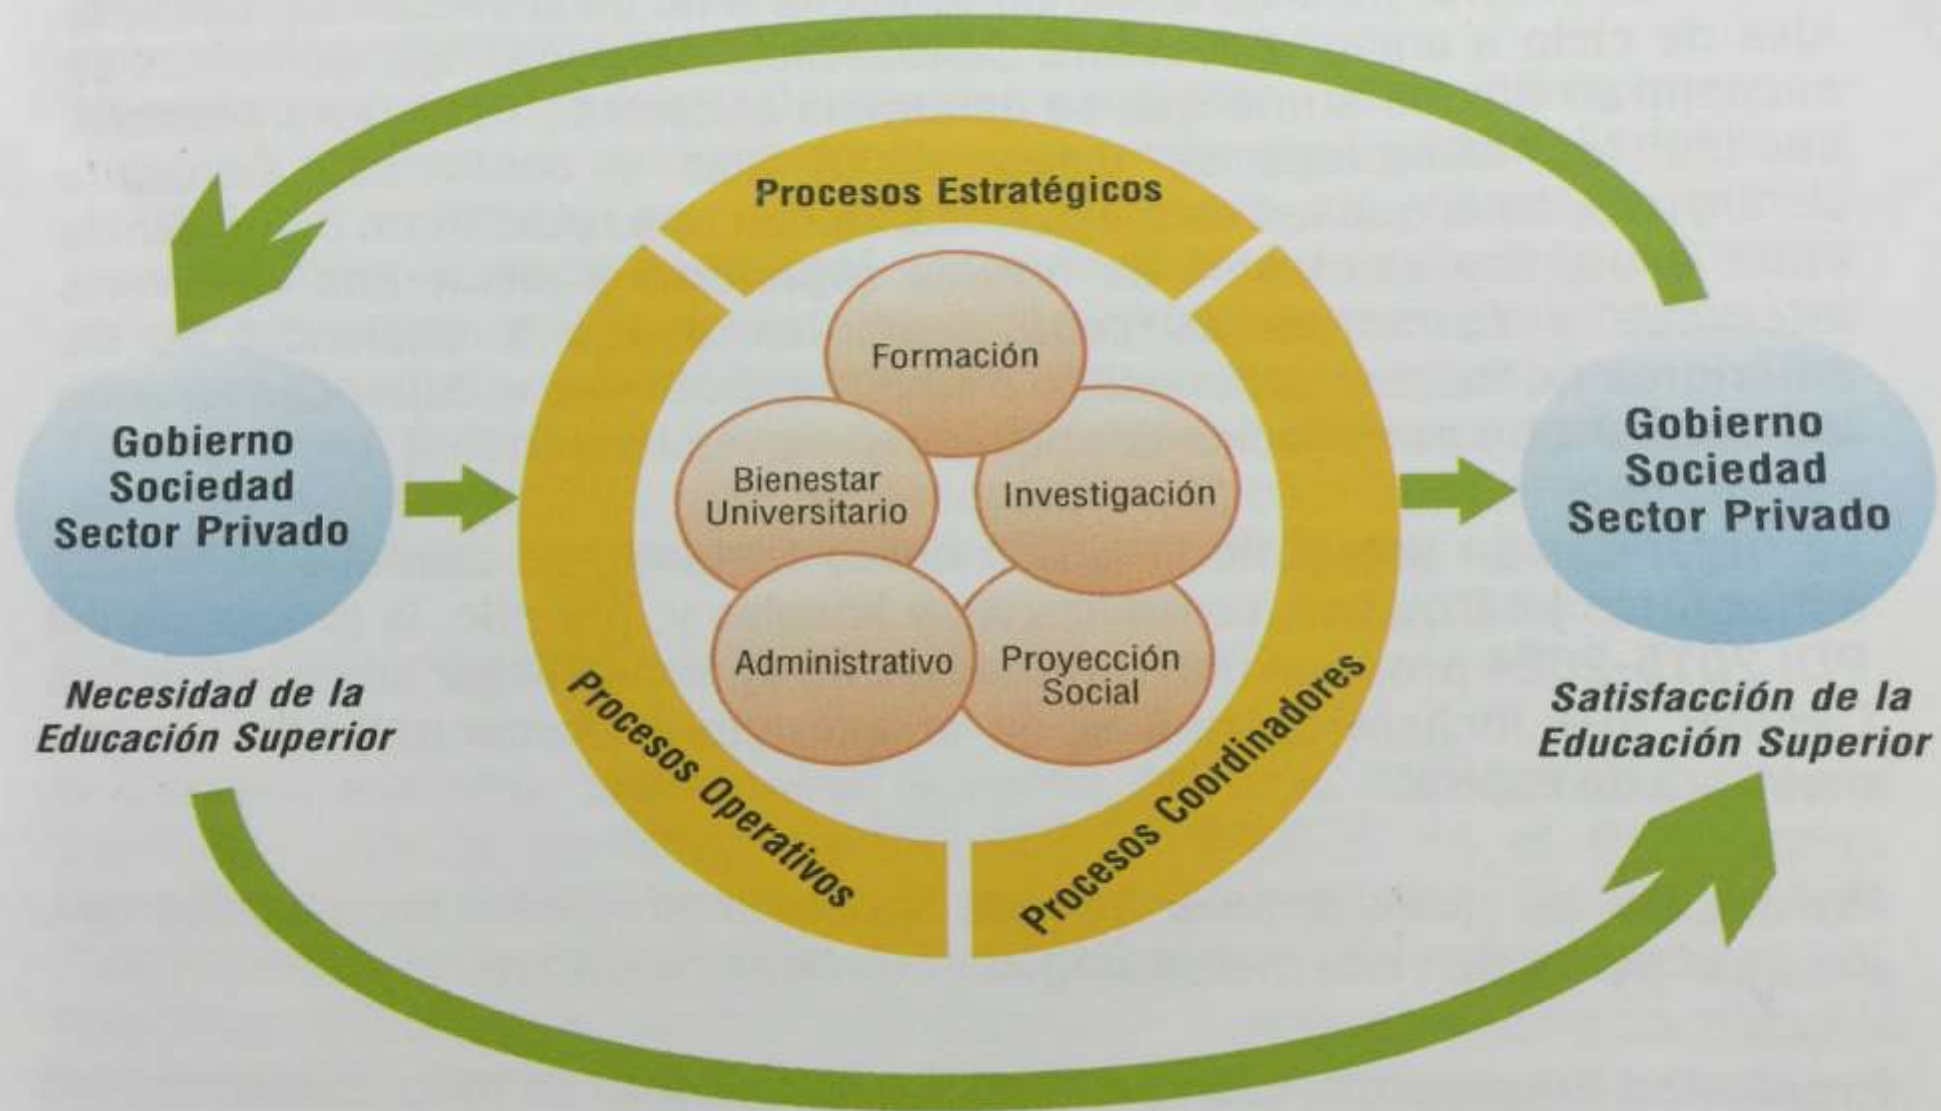 Procesos Estratégicos
Gobierno
Sociedad
Sector Privado
Necesidad de la
Educación Superior
Formación
Bienestar
Universitario
Investigación
Administrativo
Proyección
Social
Procesos Operativos
Procesos Coordinadores
Gobierno
Sociedad
Sector Privado
Satisfacción de la
Educación Superior